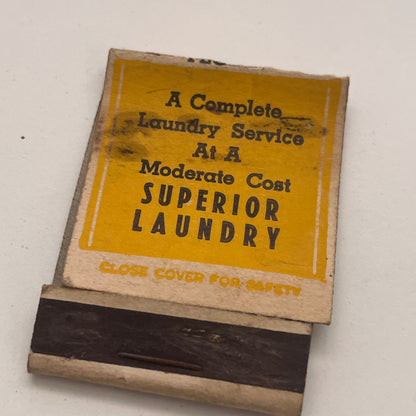 A Complete
Laundry Service
At A
Moderate Cost
SUPERIOR
LAUNDRY
CLOSE COVER FOR SAFETY